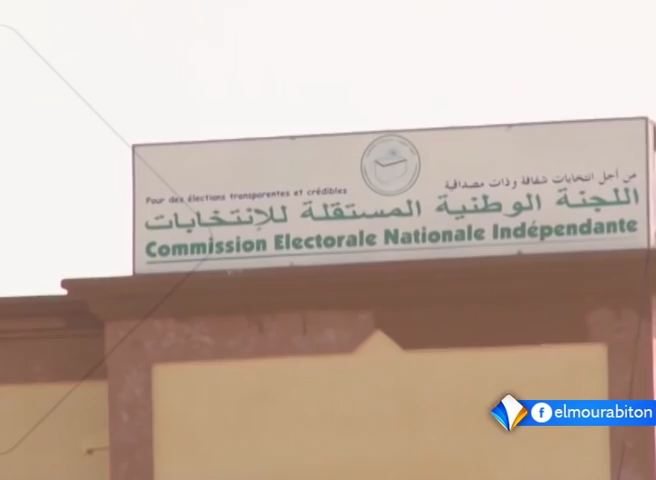 من أجل انتخابات شفافة وذات مصداقية
Pour des élections transparentes et crédibles
اللجنة الوطنية المستقلة للإنتخابات
Commission Electorale Nationale Indépendante
elmourabiton